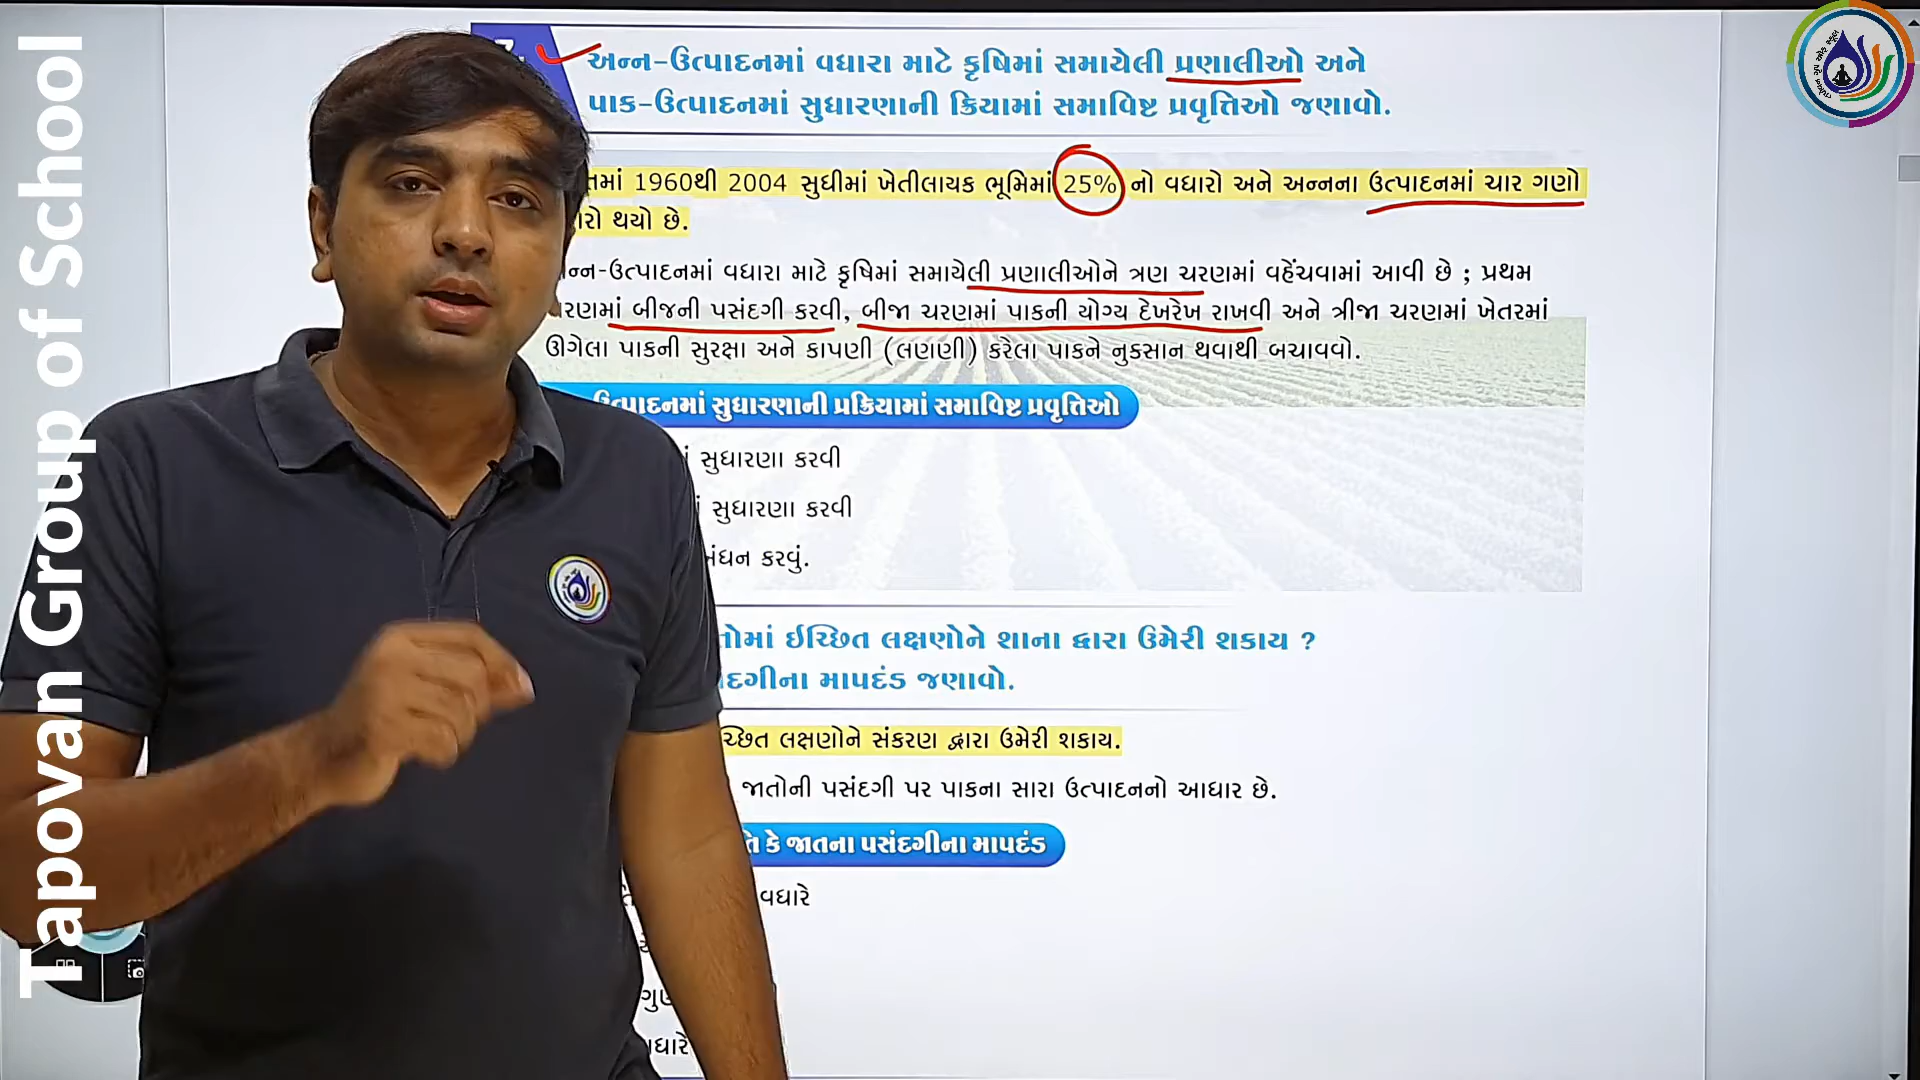 અન્ન-ઉત્પાદનમાં વધારા માટે કૃષિમાં સમાયેલી પ્રણાલીઓ અને
પાક-ઉત્પાદનમાં સુધારણાની ક્રિયામાં સમાવિષ્ટ પ્રવૃત્તિઓ જણાવો.
1960થી 2004 સુધીમાં ખેતીલાયક ભૂમિમાં 25% નો વધારો અને અન્નના ઉત્પાદનમાં ચાર ગણો
થયો છે.
અન્ન-ઉત્પાદનમાં વધારા માટે કૃષિમાં સમાયેલી પ્રણાલીઓને ત્રણ ચરણમાં વહેંચવામાં આવી છે ; પ્રથમ
ચરણમાં બીજની પસંદગી કરવી, બીજા ચરણમાં પાકની યોગ્ય દેખરેખ રાખવી અને ત્રીજા ચરણમાં ખેતરમાં
ઊગેલા પાકની સુરક્ષા અને કાપણી (લણણી) કરેલા પાકને નુકસાન થવાથી બચાવવો.
ઉત્પાદનમાં સુધારણાની પ્રક્રિયામાં સમાવિષ્ટ પ્રવૃત્તિઓ
સુધારણા કરવી
સુધારણા કરવી
કરવું.
ઈચ્છિત લક્ષણોને શાના દ્વારા ઉમેરી શકાય ?
માપદંડ જણાવો.
લક્ષણોને સંકરણ દ્વારા ઉમેરી શકાય.
જાતોની પસંદગી પર પાકના સારા ઉત્પાદનનો આધાર છે.
કે જાતના પસંદગીના માપદંડ
વધારે
Tapovan Group of School